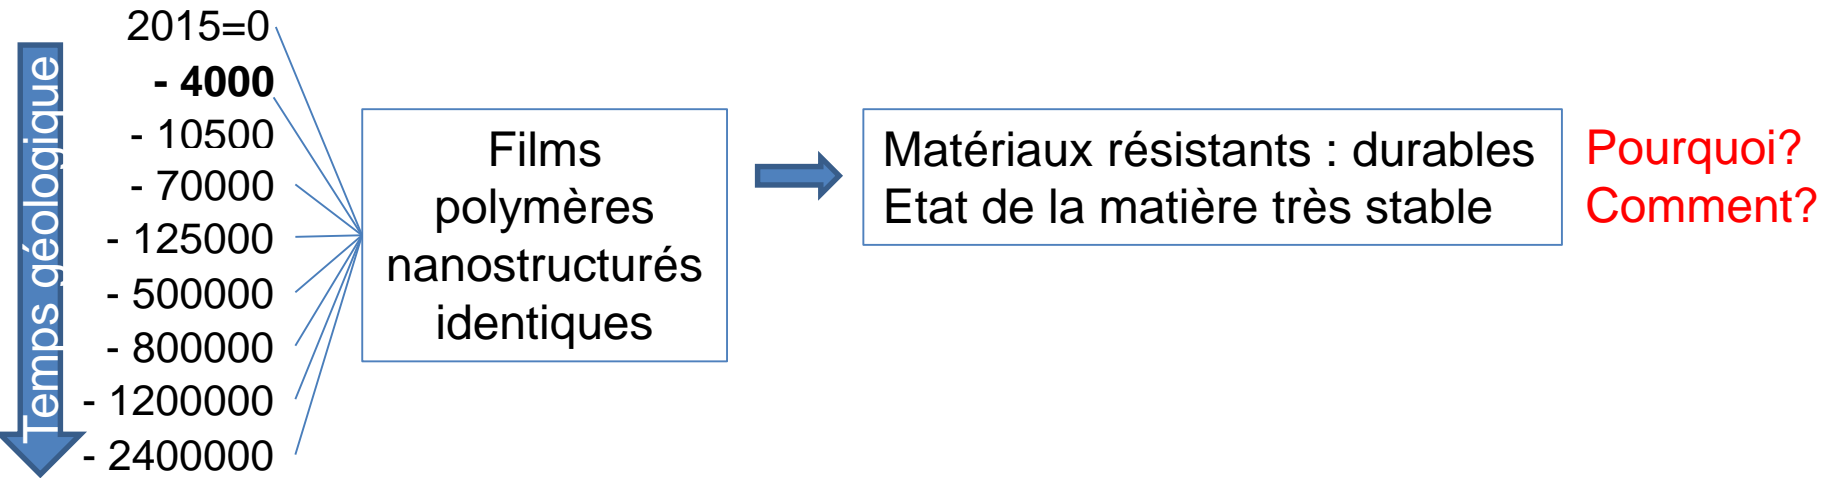 Temps géologique
2015=0
- 4000
- 10500
- 70000
- 125000
- 500000
- 800000
- 1200000
- 2400000
Films
polymères
nanostructurés
identiques
Matériaux résistants : durables
Etat de la matière très stable
Pourquoi?
Comment?